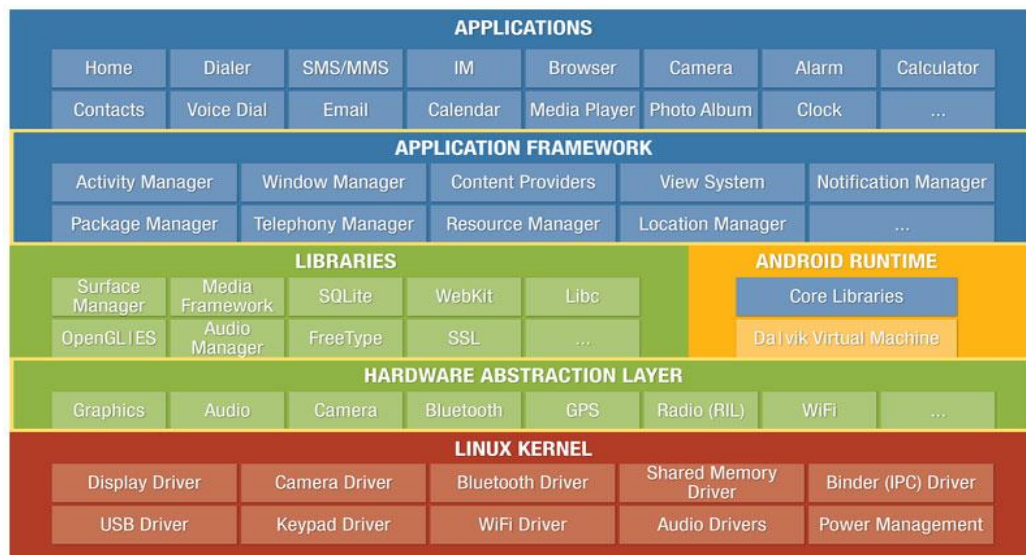 APPLICATIONS
Home Dialer SMS/MMS IM Browser Camera Alarm Calculator
Contacts Voice Dial Email Calendar Media Player Photo Album Clock ...
APPLICATION FRAMEWORK
Activity Manager Window Manager Content Providers View System Notification Manager
Package Manager Telephony Manager Resource Manager Location Manager ...
LIBRARIES
Surface Manager Media Framework SQLite WebKit Libc
OpenGL|ES Audio Manager FreeType SSL ...
ANDROID RUNTIME
Core Libraries
Dalvik Virtual Machine
HARDWARE ABSTRACTION LAYER
Graphics Audio Camera Bluetooth GPS Radio (RIL) WiFi ...
LINUX KERNEL
Display Driver Camera Driver Bluetooth Driver Shared Memory Driver Binder (IPC) Driver
USB Driver Keypad Driver WiFi Driver Audio Drivers Power Management